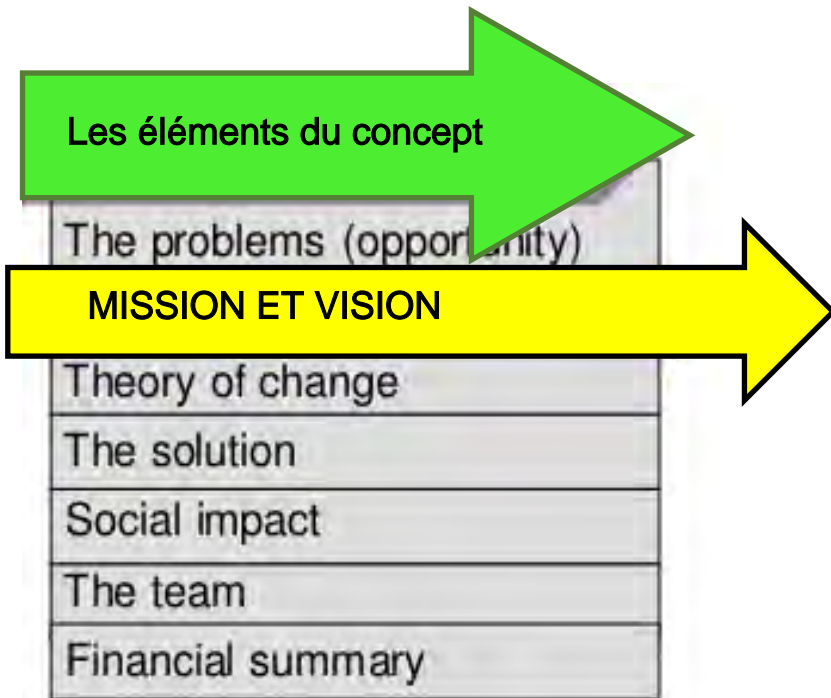 Les éléments du concept
The problems (opportunity)
MISSION ET VISION
Theory of change
The solution
Social impact
The team
Financial summary